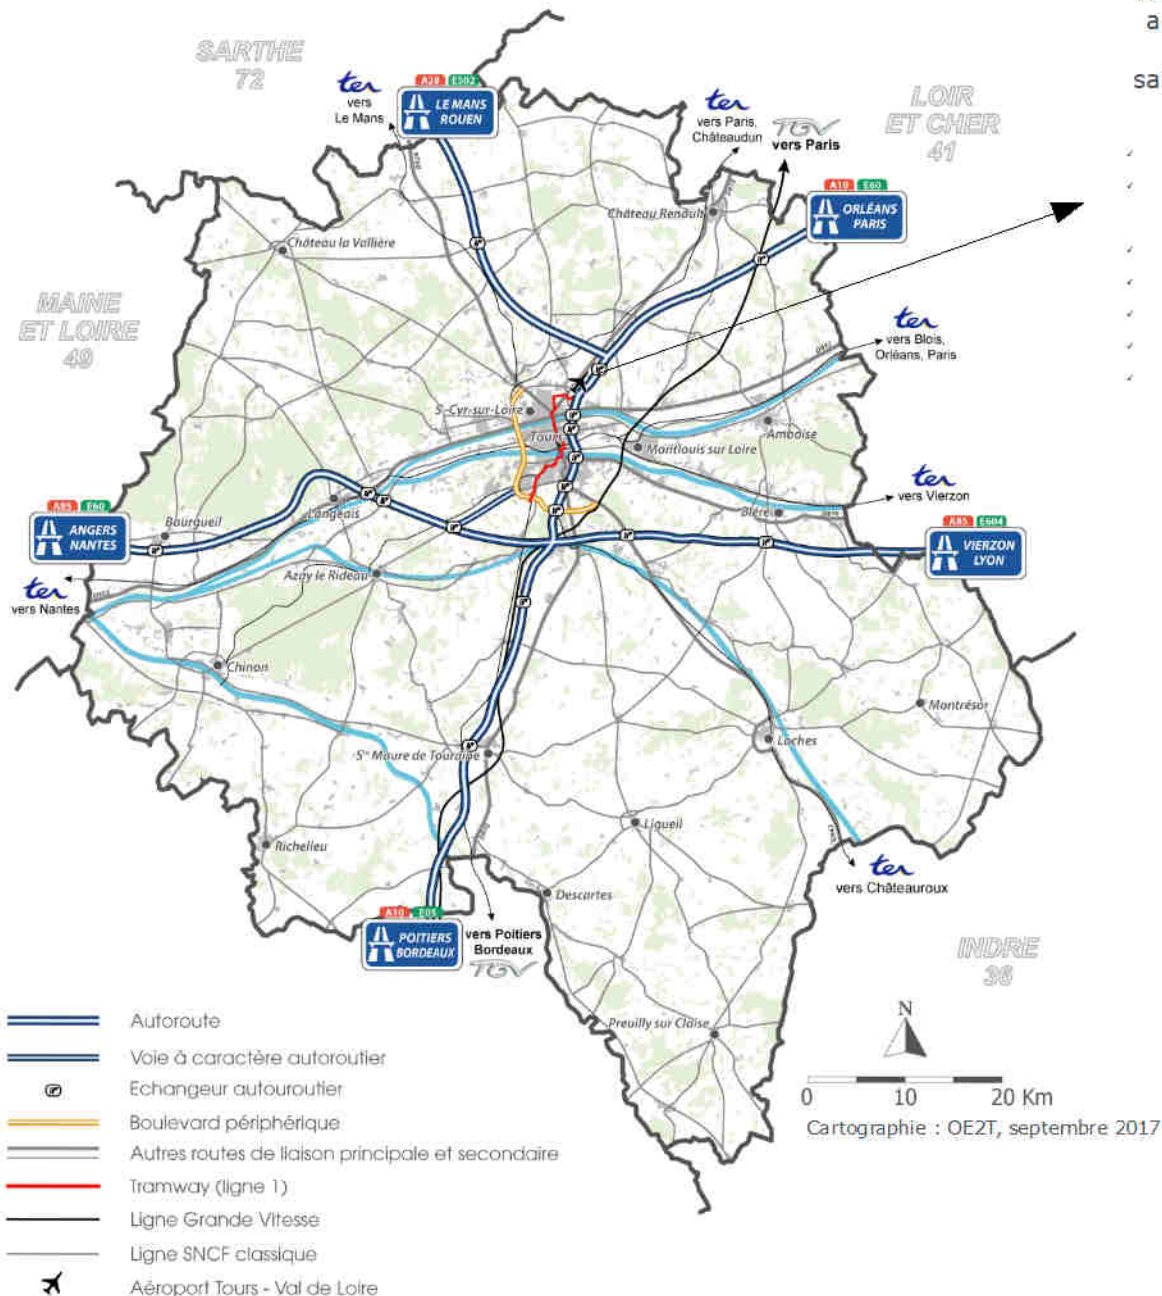 a
SARTHE
72
sa
ter
vers
Le Mans
A28 E502
LE MANS
ROUEN
ter
vers Paris,
Châteaudun
TGV
vers Paris
LOIR
ET CHER
41
A10 E60
ORLÉANS
PARIS
Château Renault
Château la Vallière
MAINE
ET LOIRE
49
ter
vers Blois,
Orléans, Paris
St-Cyr-sur-Loire
Tours
Amboise
Montlouis sur Loire
ter
vers Vierzon
Langeais
Bléré
A85 E60
ANGERS
NANTES
Bourgueil
A85 E604
VIERZON
LYON
Azay le Rideau
ter
vers Nantes
Chinon
Montrésor
Loches
Ste Maure de Touraine
Ligueil
Richelieu
ter
vers Châteauroux
Descartes
A10 E05
POITIERS
BORDEAUX
vers Poitiers
Bordeaux
TGV
INDRE
36
Preuilly sur Claise
N
0 10 20 Km
Cartographie : OE2T, septembre 2017
Autoroute
Voie à caractère autoroutier
Echangeur autouroutier
Boulevard périphérique
Autres routes de liaison principale et secondaire
Tramway (ligne 1)
Ligne Grande Vitesse
Ligne SNCF classique
Aéroport Tours - Val de Loire